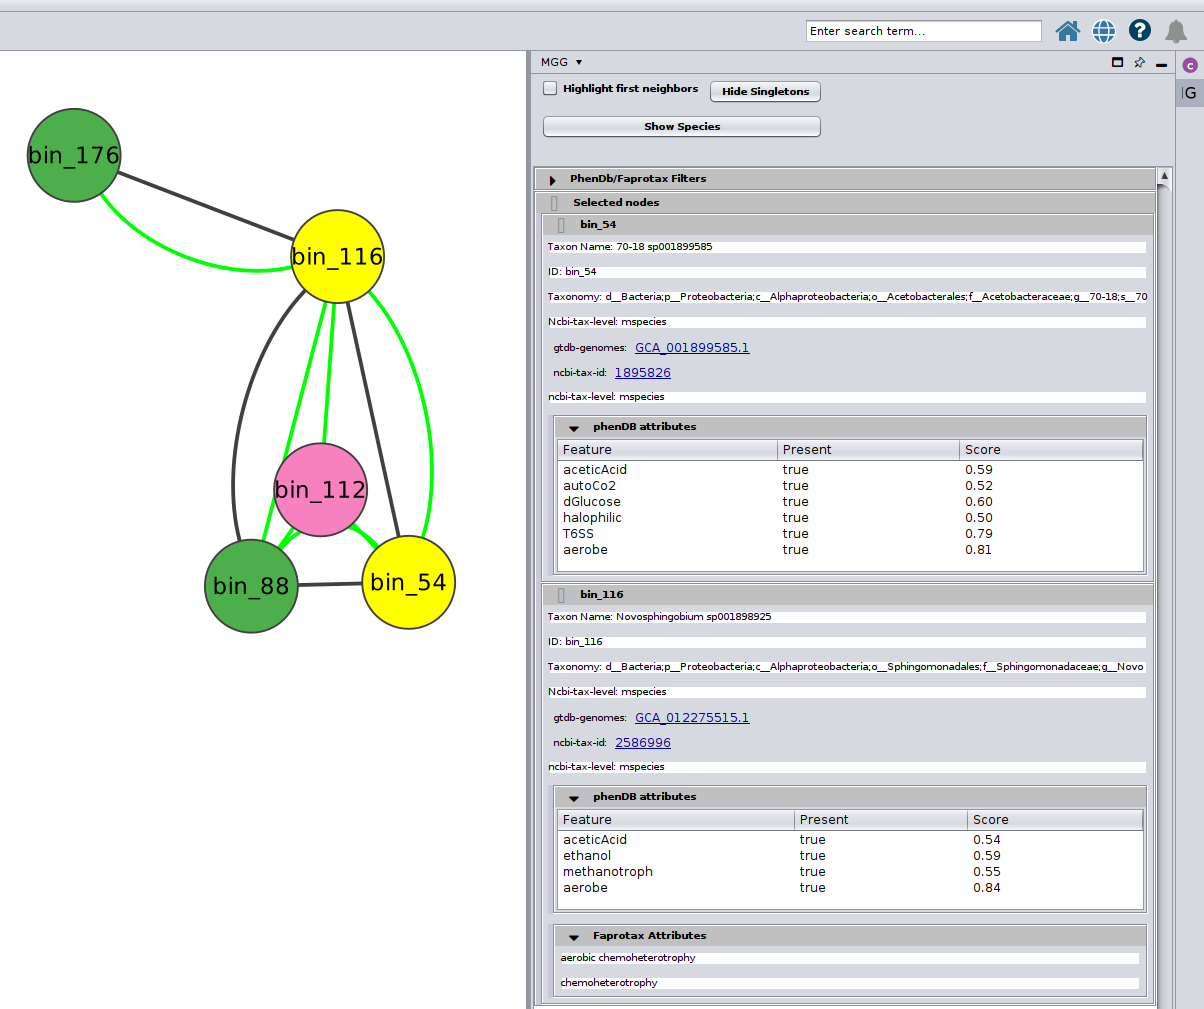 Enter search term...
MGG
C
G
Highlight first neighbors
Hide Singletons
Show Species
bin_176
bin_116
bin_112
bin_88
bin_54
PhenDb/Faprotax Filters
Selected nodes
bin_54
Taxon Name: 70-18 sp001899585
ID: bin_54
Taxonomy: d__Bacteria;p__Proteobacteria;c__Alphaproteobacteria;o__Acetobacterales;f__Acetobacteraceae;g__70-18;s__70
Ncbi-tax-level: mspecies
gtdb-genomes: GCA_001899585.1
ncbi-tax-id: 1895826
ncbi-tax-level: mspecies
phenDB attributes
Feature Present Score
aceticAcid true 0.59
autoCo2 true 0.52
dGlucose true 0.60
halophilic true 0.50
T6SS true 0.79
aerobe true 0.81
bin_116
Taxon Name: Novosphingobium sp001898925
ID: bin_116
Taxonomy: d__Bacteria;p__Proteobacteria;c__Alphaproteobacteria;o__Sphingomonadales;f__Sphingomonadaceae;g__Novo
Ncbi-tax-level: mspecies
gtdb-genomes: GCA_012275515.1
ncbi-tax-id: 2586996
ncbi-tax-level: mspecies
phenDB attributes
Feature Present Score
aceticAcid true 0.54
ethanol true 0.59
methanotroph true 0.55
aerobe true 0.84
Faprotax Attributes
aerobic chemoheterotrophy
chemoheterotrophy